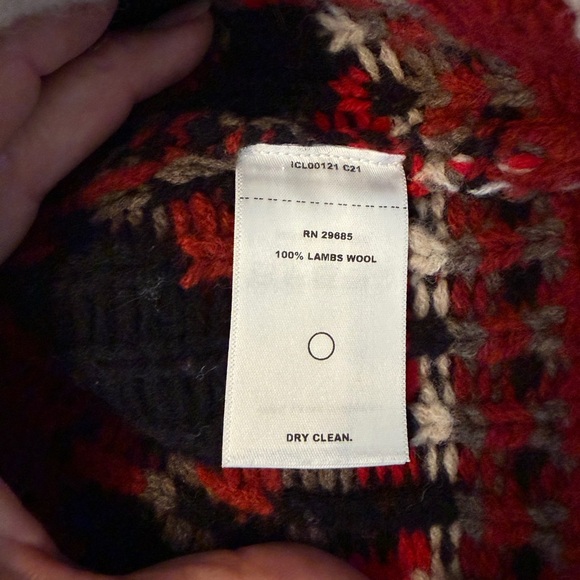 ICL00121 C21
RN 29685
100% LAMBS WOOL
DRY CLEAN.